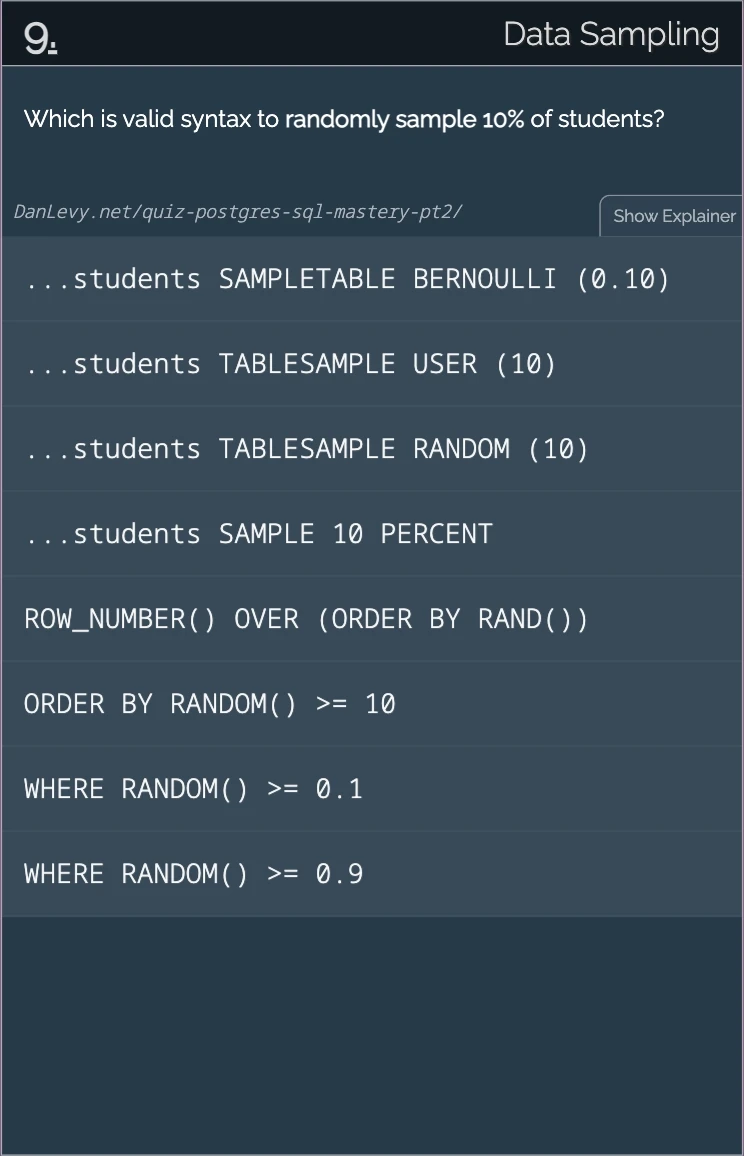 9.
Data Sampling
Which is valid syntax to randomly sample 10% of students?
DanLevy.net/quiz-postgres-sql-mastery-pt2/
Show Explainer
...students SAMPLETABLE BERNOULLI (0.10)
...students TABLESAMPLE USER (10)
...students TABLESAMPLE RANDOM (10)
...students SAMPLE 10 PERCENT
ROW_NUMBER() OVER (ORDER BY RAND())
ORDER BY RANDOM() >= 10
WHERE RANDOM() >= 0.1
WHERE RANDOM() >= 0.9